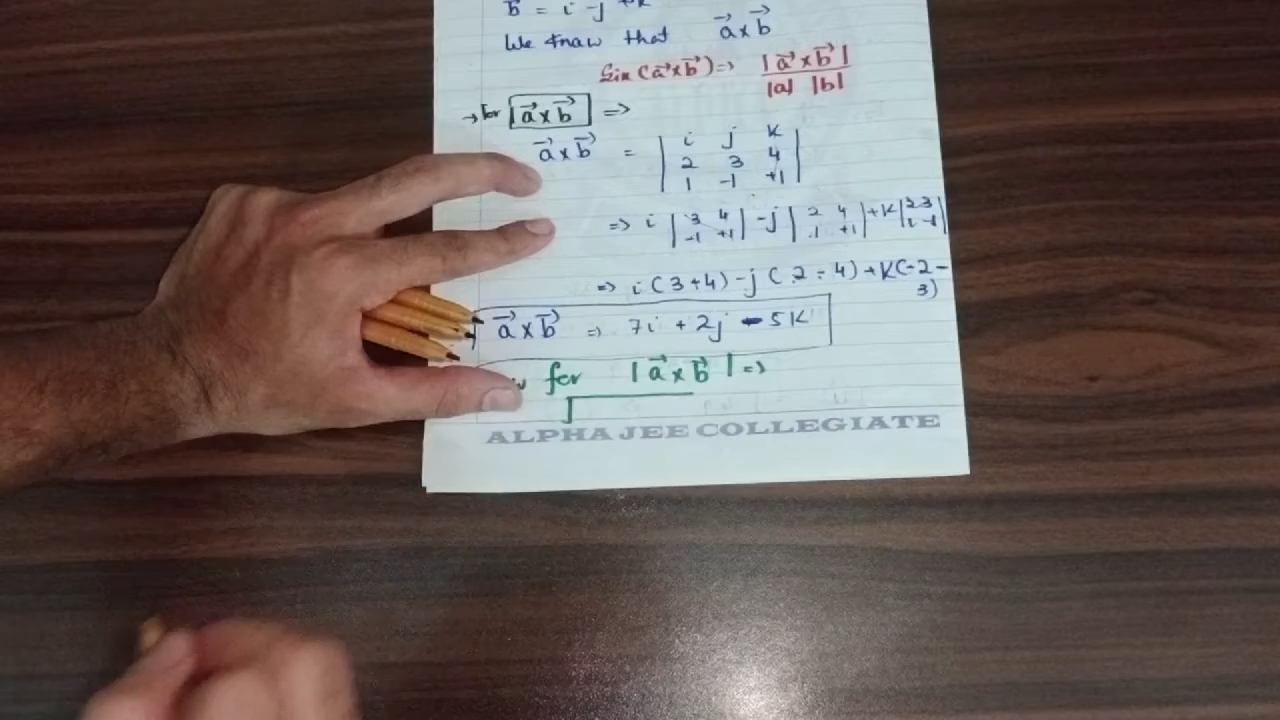 b⃗ = i - j + k
We know that a⃗ x b⃗
Sin (a⃗ x b⃗) => |a⃗ x b⃗| / |a| |b|
→ for |a⃗ x b⃗| =>
a⃗ x b⃗ = | i j k
2 3 4
1 -1 +1 |
=> i | 3 4 -1 +1 | - j | 2 4 1 +1 | + k | 2 3 1 -1 |
=> i (3+4) - j (2-4) + k (-2-3)
a⃗ x b⃗ => 7i + 2j - 5k
for |a⃗ x b⃗| =>
√
ALPHA JEE COLLEGIATE